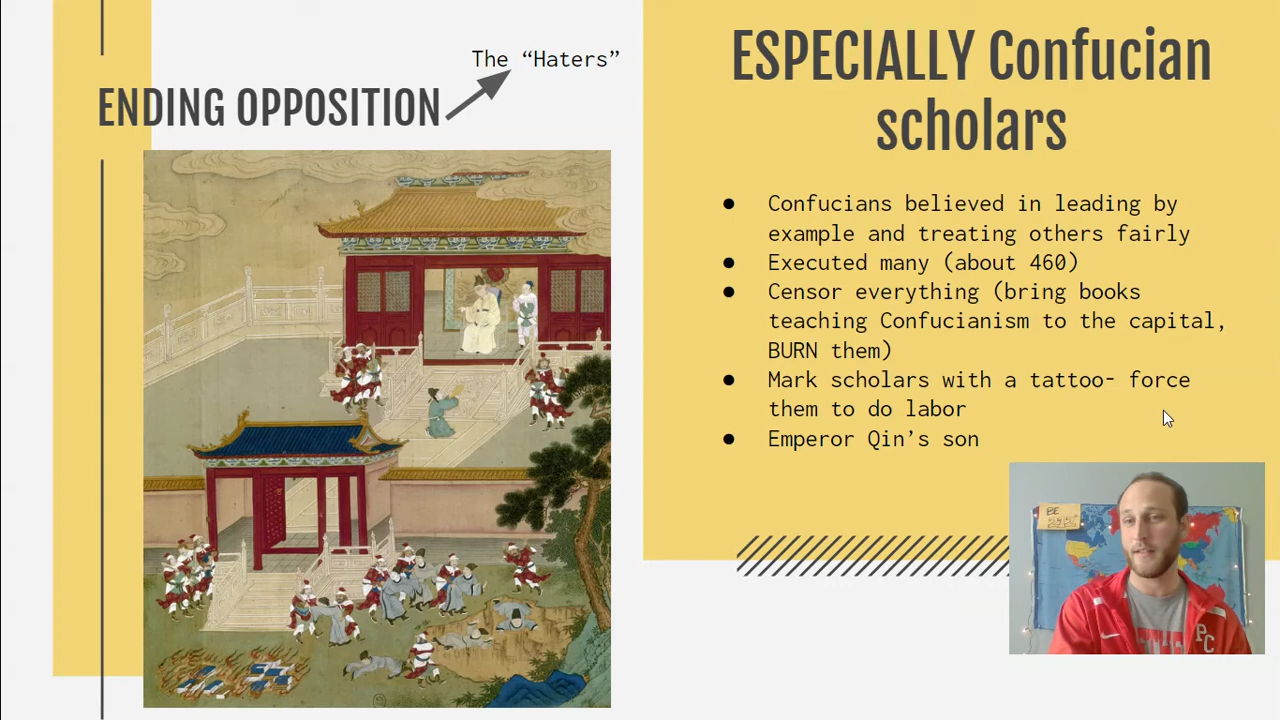 The “Haters”
ENDING OPPOSITION
ESPECIALLY Confucian
scholars
● Confucians believed in leading by
example and treating others fairly
● Executed many (about 460)
● Censor everything (bring books
teaching Confucianism to the capital,
BURN them)
● Mark scholars with a tattoo- force
them to do labor
● Emperor Qin’s son
BE
PC